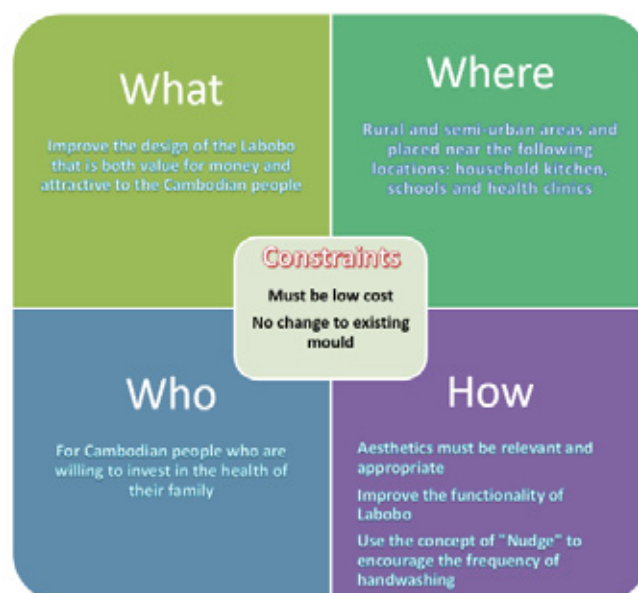 What
Improve the design of the Labobo
that is both value for money and
attractive to the Cambodian people
Where
Rural and semi-urban areas and
placed near the following
locations: household kitchen,
schools and health clinics
Constraints
Must be low cost
No change to existing
mould
Who
For Cambodian people who are
willing to invest in the health of
their family
How
Aesthetics must be relevant and
appropriate
Improve the functionality of
Labobo
Use the concept of "Nudge" to
encourage the frequency of
handwashing